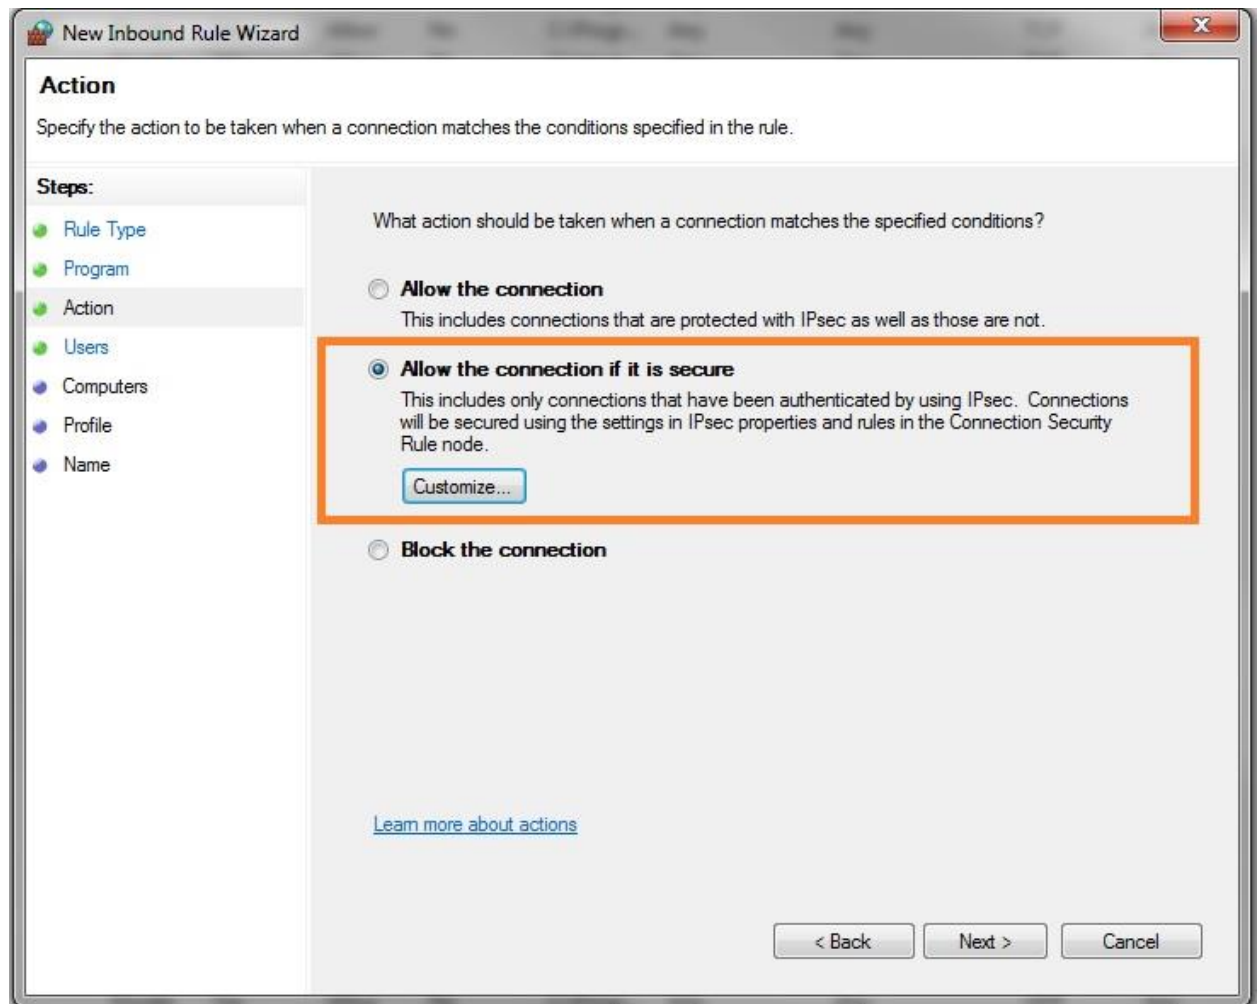 New Inbound Rule Wizard
Action
Specify the action to be taken when a connection matches the conditions specified in the rule.
Steps:
Rule Type
Program
Action
Users
Computers
Profile
Name
What action should be taken when a connection matches the specified conditions?
Allow the connection
This includes connections that are protected with IPsec as well as those are not.
Allow the connection if it is secure
This includes only connections that have been authenticated by using IPsec. Connections
will be secured using the settings in IPsec properties and rules in the Connection Security
Rule node.
Customize...
Block the connection
Learn more about actions
< Back
Next >
Cancel